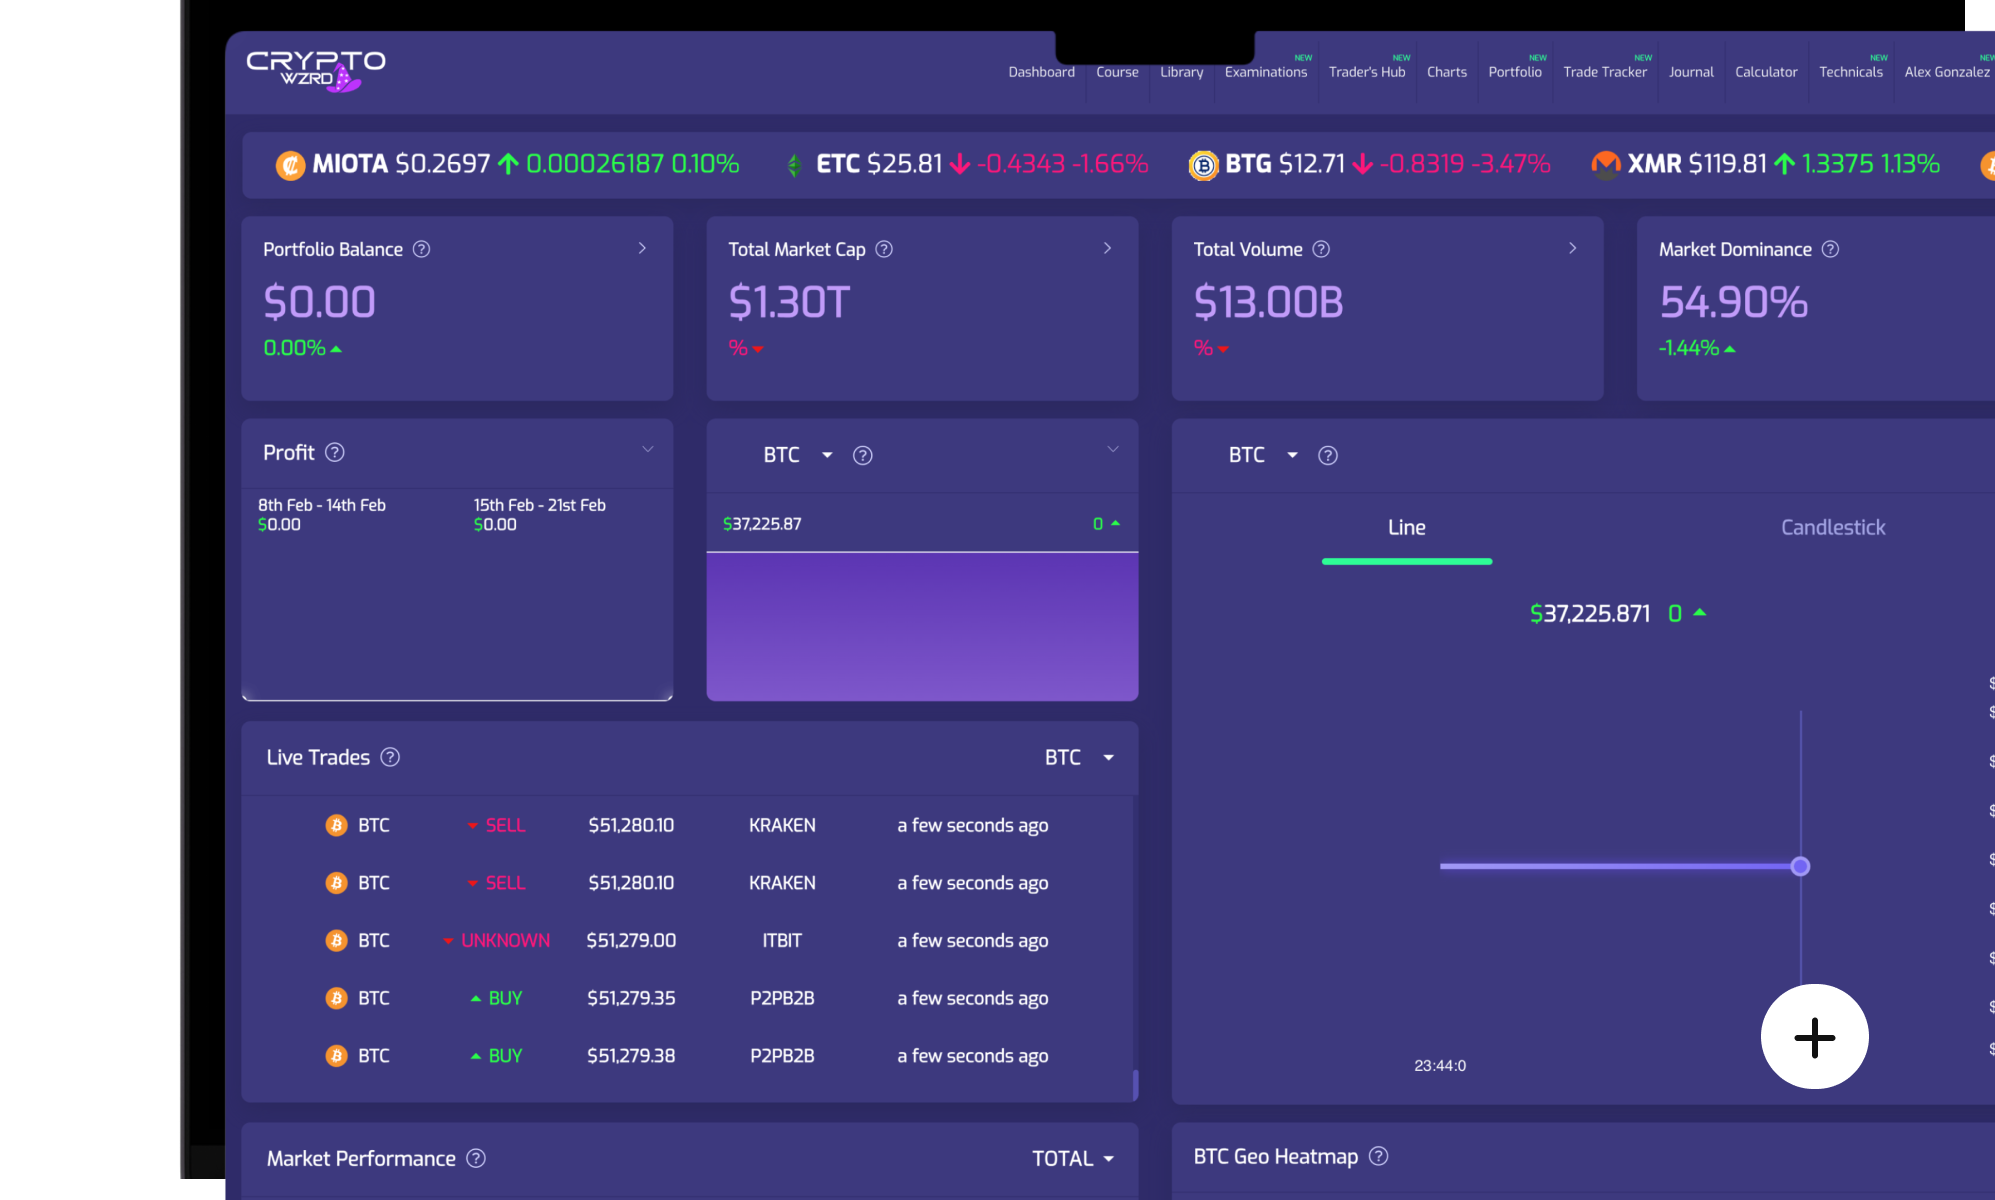 CRYPTO
WZRD
Dashboard Course Library Examinations NEW Trader's Hub NEW Charts Portfolio NEW Trade Tracker NEW Journal Calculator Technicals NEW Alex Gonzalez NEW
MIOTA $0.2697 0.00026187 0.10% ETC $25.81 -0.4343 -1.66% BTG $12.71 -0.8319 -3.47% XMR $119.81 1.3375 1.13%
Portfolio Balance ?
$0.00
0.00%
Total Market Cap ?
$1.30T
%
Total Volume ?
$13.00B
%
Market Dominance ?
54.90%
-1.44%
Profit ?
8th Feb - 14th Feb 15th Feb - 21st Feb
$0.00 $0.00
BTC ?
$37,225.87 0
BTC ?
Line Candlestick
$37,225.871 0
23:44:0
Live Trades ? BTC
BTC SELL $51,280.10 KRAKEN a few seconds ago
BTC SELL $51,280.10 KRAKEN a few seconds ago
BTC UNKNOWN $51,279.00 ITBIT a few seconds ago
BTC BUY $51,279.35 P2PB2B a few seconds ago
BTC BUY $51,279.38 P2PB2B a few seconds ago
Market Performance ? TOTAL
BTC Geo Heatmap ?